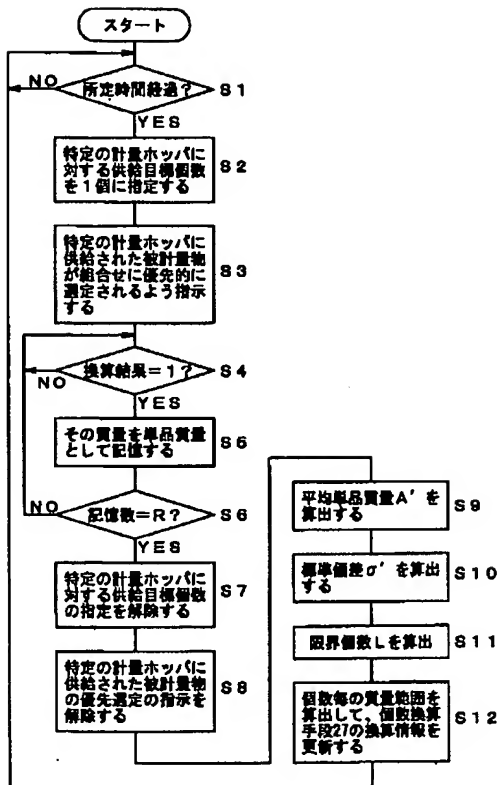 スタート
NO
所定時間経過?
S1
YES
特定の計量ホッパに
対する供給目標個数
を1個に指定する
S2
特定の計量ホッパに
供給された被計量物
が組合せに優先的に
選定されるよう指示
する
S3
NO
換算結果=1?
S4
YES
その質量を単品質量
として記憶する
S5
NO
記憶数=R?
S6
YES
特定の計量ホッパに
対する供給目標個数
の指定を解除する
S7
特定の計量ホッパに
供給された被計量物
の優先選定の指示を
解除する
S8
平均単品質量A'を
算出する
S9
標準偏差σ'を算出
する
S10
限界個数Lを算出
S11
個数毎の質量範囲を
算出して、個数換算
手段27の換算情報を
更新する
S12